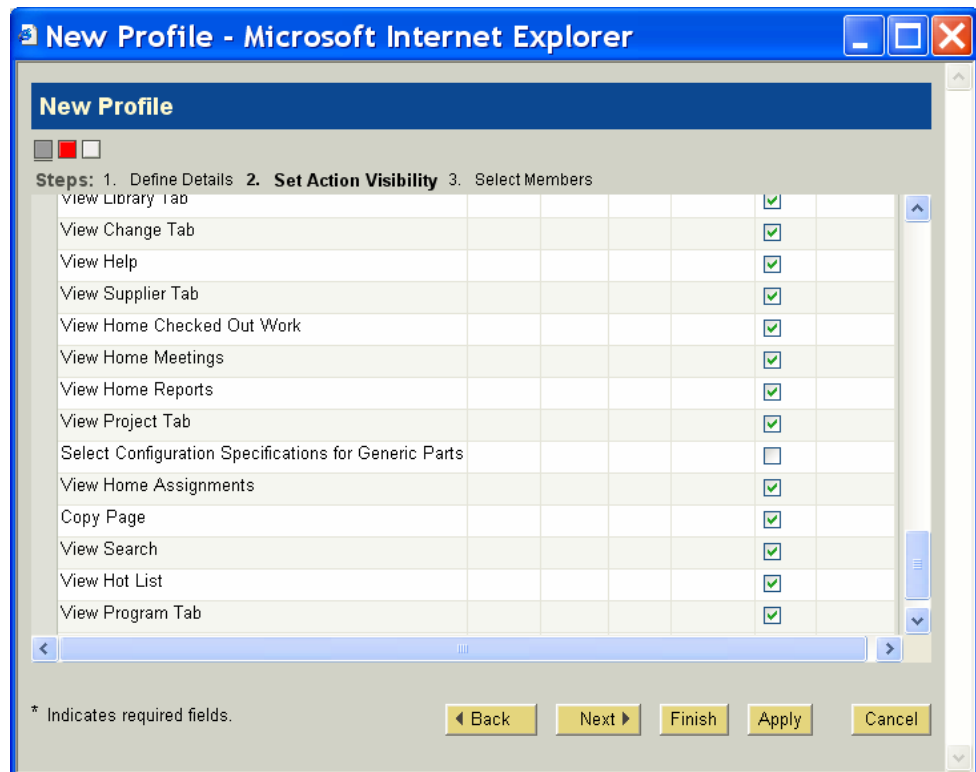 New Profile - Microsoft Internet Explorer
New Profile
Steps: 1. Define Details 2. Set Action Visibility 3. Select Members
View Library Tab
View Change Tab
View Help
View Supplier Tab
View Home Checked Out Work
View Home Meetings
View Home Reports
View Project Tab
Select Configuration Specifications for Generic Parts
View Home Assignments
Copy Page
View Search
View Hot List
View Program Tab
* Indicates required fields. Back Next Finish Apply Cancel